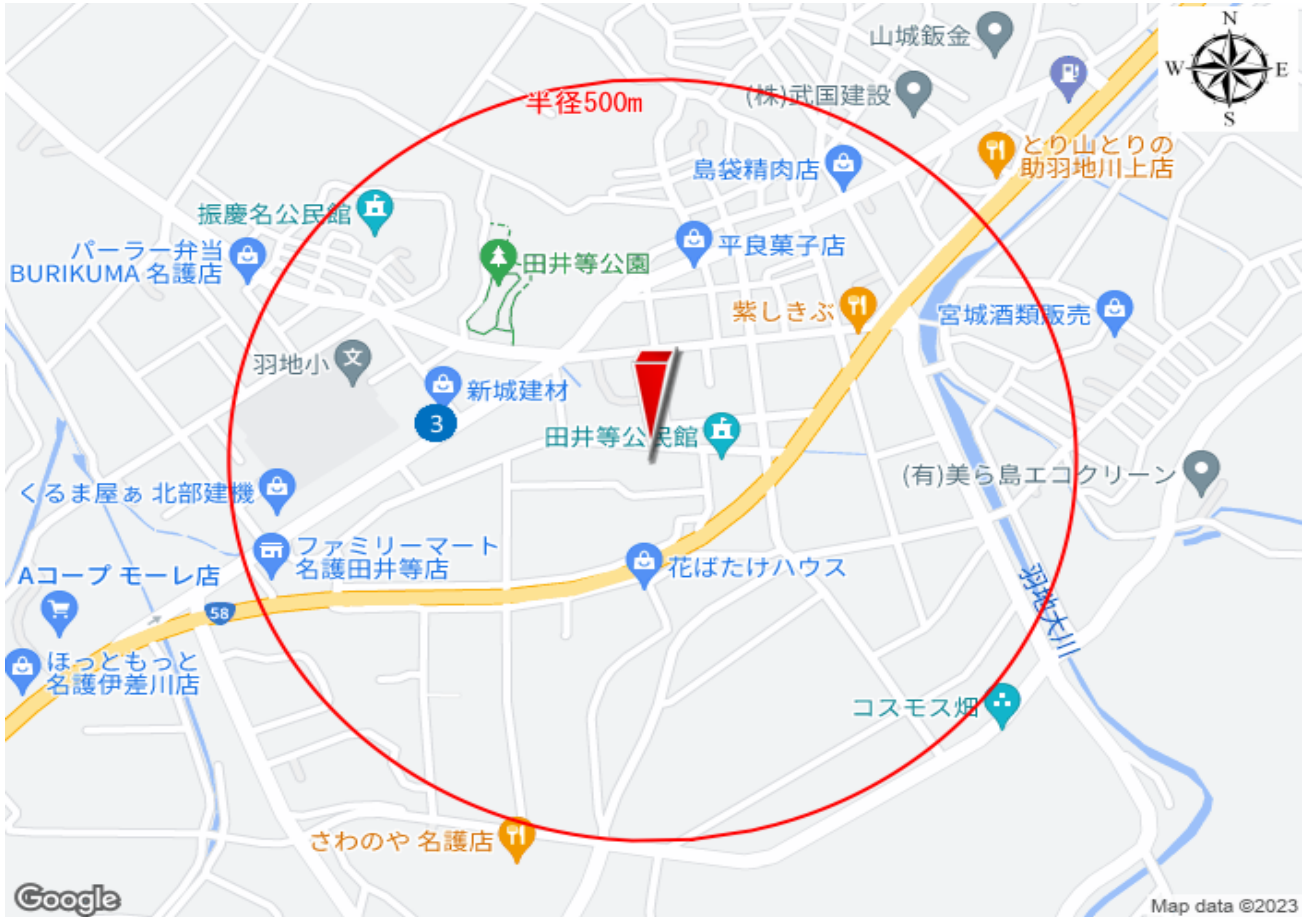 N
W
E
S
山城鈑金
(株)武国建設
半径500m
とり山とりの
助羽地川上店
島袋精肉店
振慶名公民館
パーラー弁当
BURIKUMA 名護店
平良菓子店
田井等公園
紫しきぶ
宮城酒類販売
羽地小
文
新城建材
3
田井等公民館
(有)美ら島エコクリーン
くるま屋ぁ 北部建機
ファミリーマート
名護田井等店
花ばたけハウス
Aコープ モーレ店
58
羽地大川
ほっともっと
名護伊差川店
コスモス畑
さわのや 名護店
Google
Map data ©2023